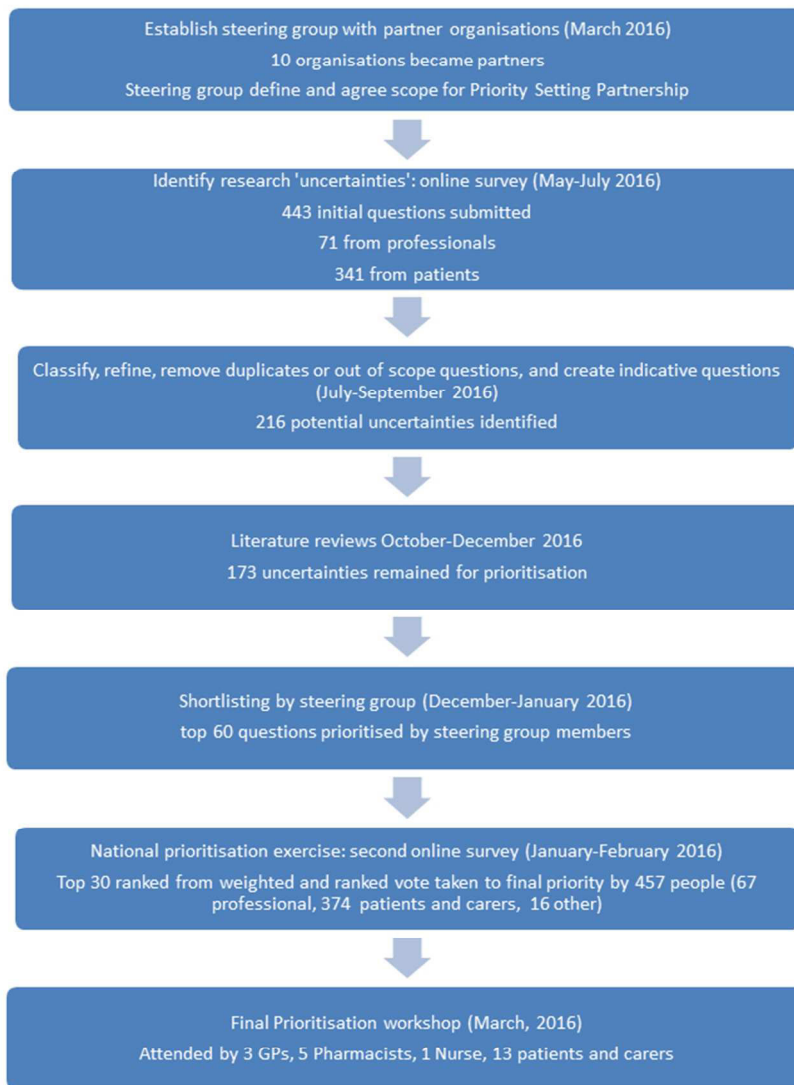 Establish steering group with partner organisations (March 2016)
10 organisations became partners
Steering group define and agree scope for Priority Setting Partnership
Identify research 'uncertainties': online survey (May-July 2016)
443 initial questions submitted
71 from professionals
341 from patients
Classify, refine, remove duplicates or out of scope questions, and create indicative questions
(July-September 2016)
216 potential uncertainties identified
Literature reviews October-December 2016
173 uncertainties remained for prioritisation
Shortlisting by steering group (December-January 2016)
top 60 questions prioritised by steering group members
National prioritisation exercise: second online survey (January-February 2016)
Top 30 ranked from weighted and ranked vote taken to final priority by 457 people (67
professional, 374 patients and carers, 16 other)
Final Prioritisation workshop (March, 2016)
Attended by 3 GPs, 5 Pharmacists, 1 Nurse, 13 patients and carers